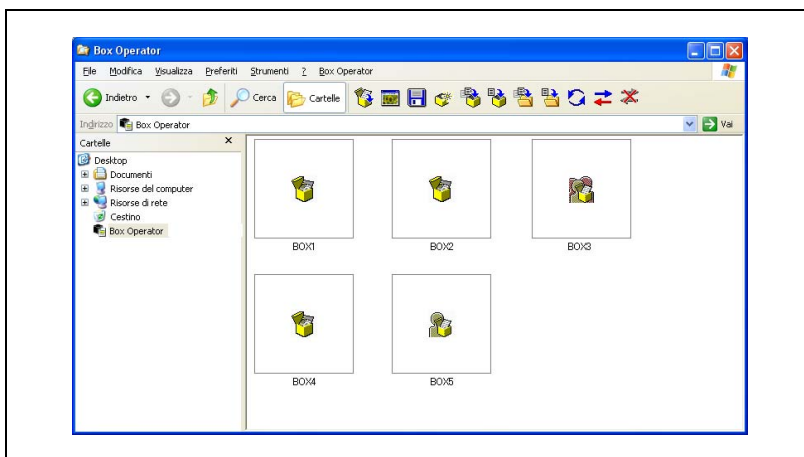 Box Operator
File Modifica Visualizza Preferiti Strumenti ? Box Operator
Indietro Cerca Cartelle
Indirizzo Box Operator Vai
Cartelle
Desktop
Documenti
Risorse del computer
Risorse di rete
Cestino
Box Operator
BOX1 BOX2 BOX3
BOX4 BOX5